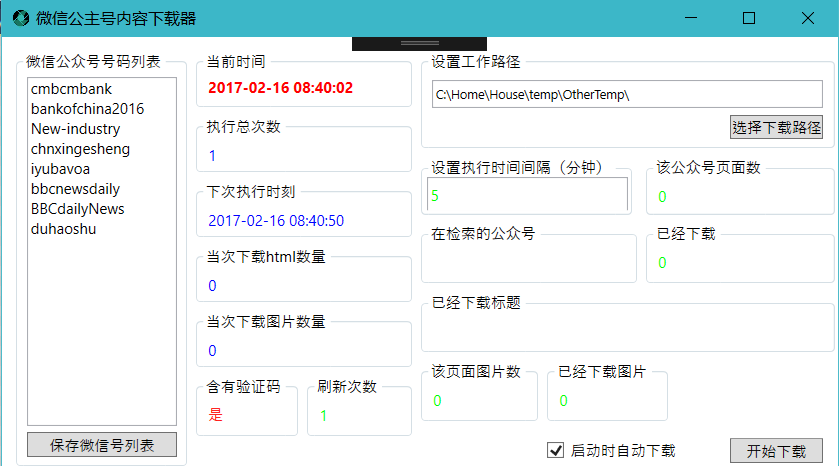 微信公主号内容下载器
微信公众号号码列表
cmbcmbank
bankofchina2016
New-industry
chnxingesheng
iyubavoa
bbcnewsdaily
BBCdailyNews
duhaoshu
保存微信号列表
当前时间
2017-02-16 08:40:02
执行总次数
1
下次执行时刻
2017-02-16 08:40:50
当次下载html数量
0
当次下载图片数量
0
含有验证码
是
刷新次数
1
设置工作路径
C:\Home\House\temp\OtherTemp\
选择下载路径
设置执行时间间隔（分钟）
5
该公众号页面数
0
在检索的公众号
已经下载
0
已经下载标题
该页面图片数
0
已经下载图片
0
启动时自动下载
开始下载